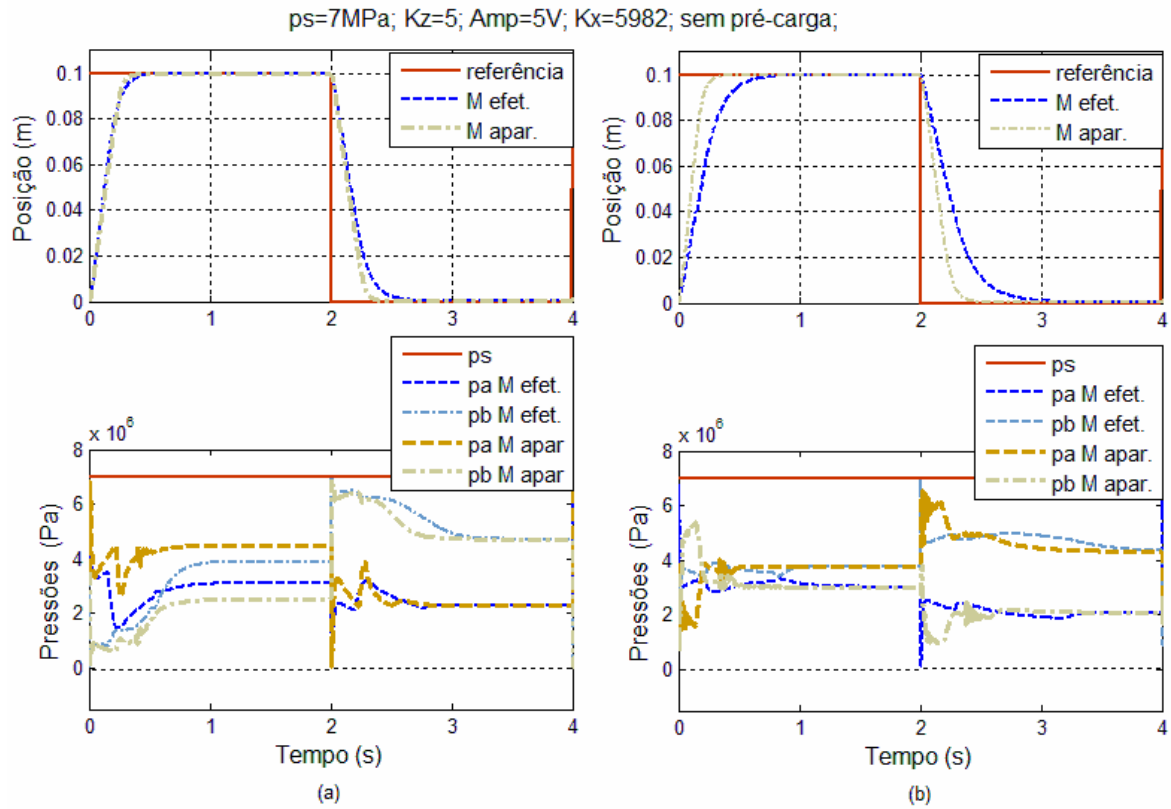 ps=7MPa; Kz=5; Amp=5V; Kx=5982; sem pré-carga;
0.1
0.08
0.06
0.04
0.02
0
Posição (m)
referência
M efet.
M apar.
0
1
2
3
4
0.1
0.08
0.06
0.04
0.02
0
Posição (m)
referência
M efet.
M apar.
0
1
2
3
4
x 10^6
8
6
4
2
0
Pressões (Pa)
ps
pa M efet.
pb M efet.
pa M apar
pb M apar
0
1
2
3
4
Tempo (s)
(a)
x 10^6
8
6
4
2
0
Pressões (Pa)
ps
pa M efet.
pb M efet.
pa M apar.
pb M apar.
0
1
2
3
4
Tempo (s)
(b)